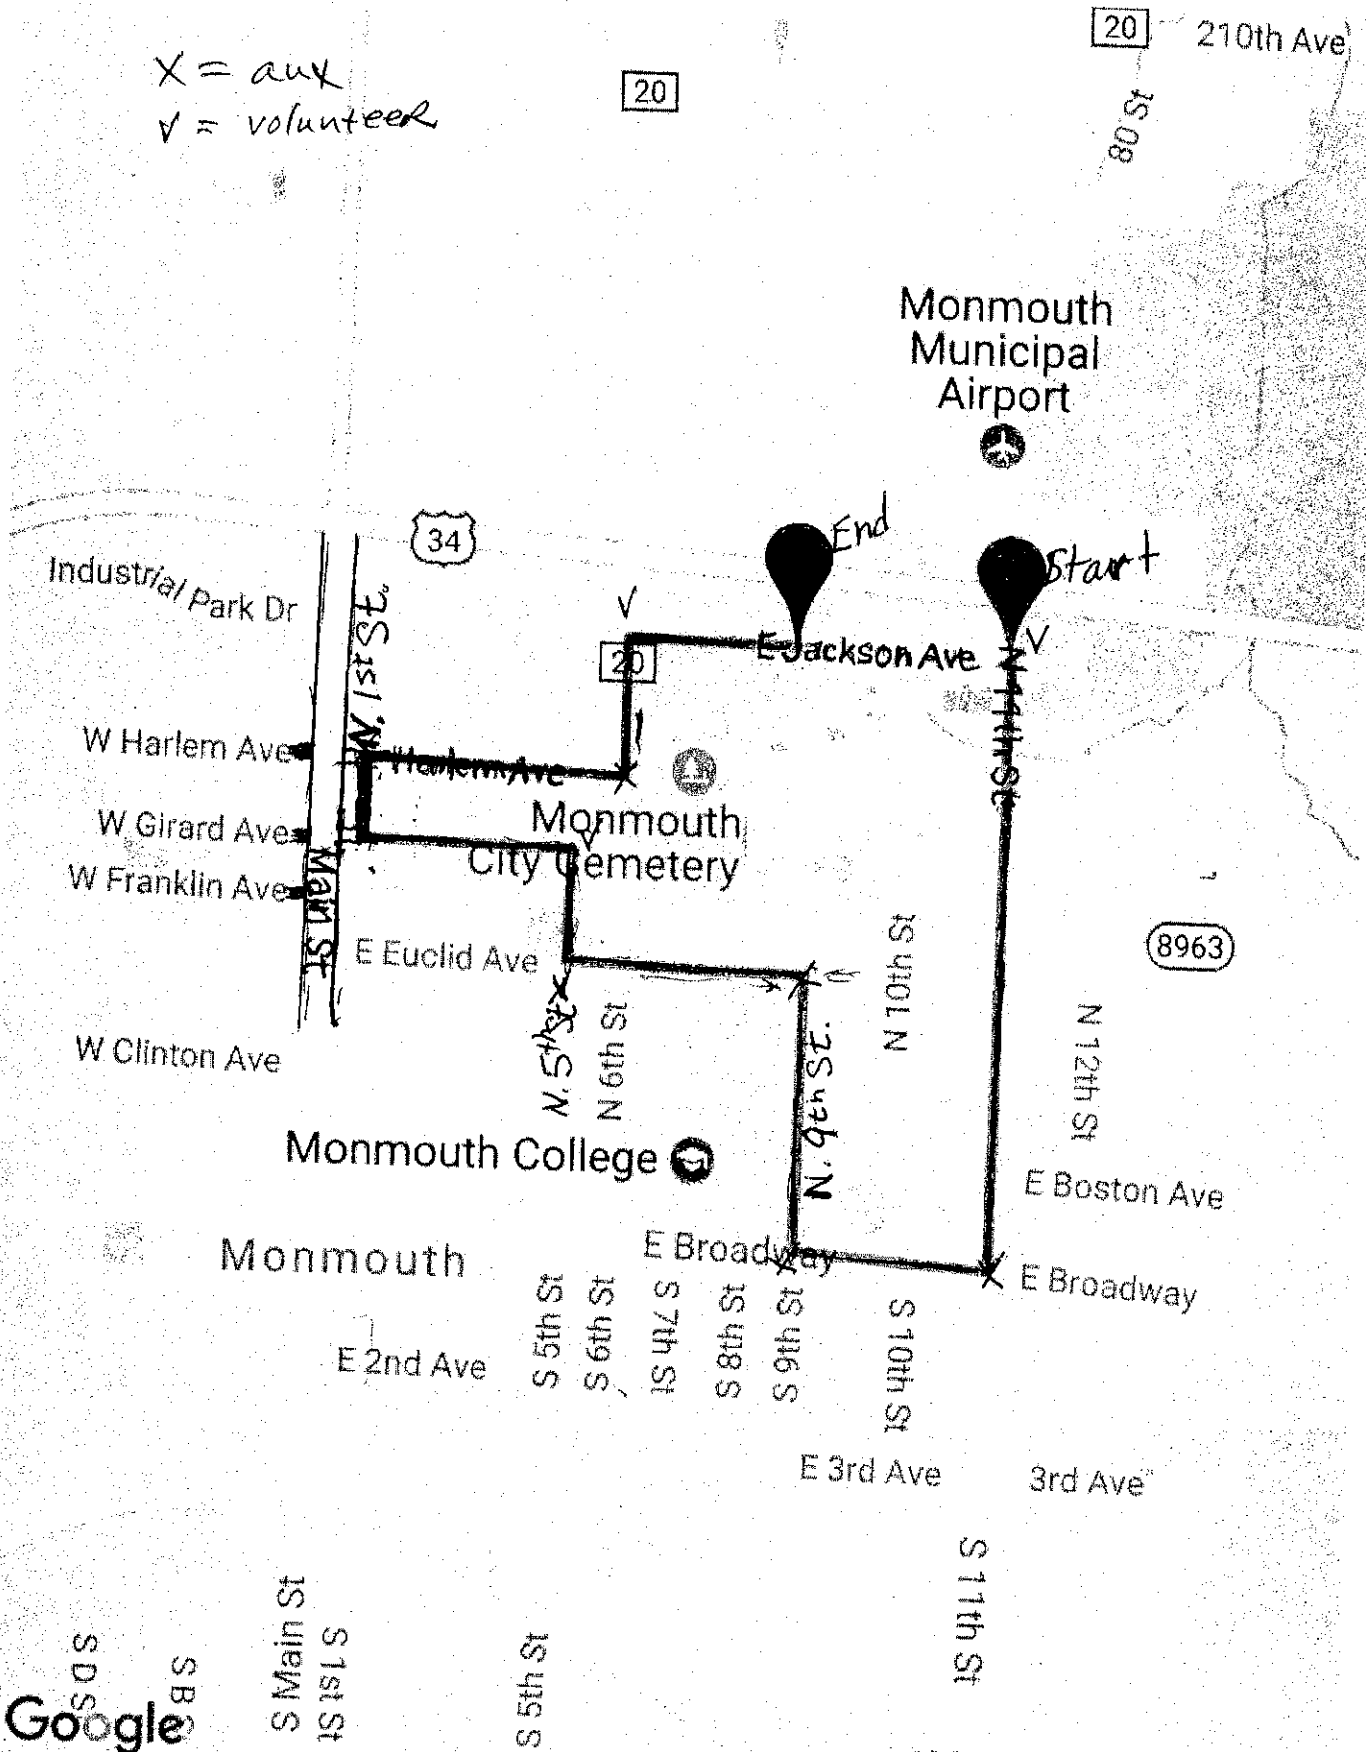 20
210th Ave
X = aux
20
V = volunteer
80 St
Monmouth
Municipal
Airport
End
34
Start
Industrial Park Dr
N. 1st St.
20
E Jackson Ave
V
V
N 11th St
W Harlem Ave
Harlem Ave
X
Monmouth
City Cemetery
V
W Girard Ave
W Franklin Ave
Main St
E Euclid Ave
X
X
N 10th St
8963
N. 5th St
N 6th St
N. 9th St.
N 12th St
W Clinton Ave
Monmouth College
E Boston Ave
Monmouth
E Broadway
X
X
E Broadway
S 5th St
S 6th St
S 7th St
S 8th St
S 9th St
S 10th St
E 2nd Ave
E 3rd Ave
3rd Ave
S 11th St
S D S
S B S
S Main St
S 1st St
S 5th St
Google